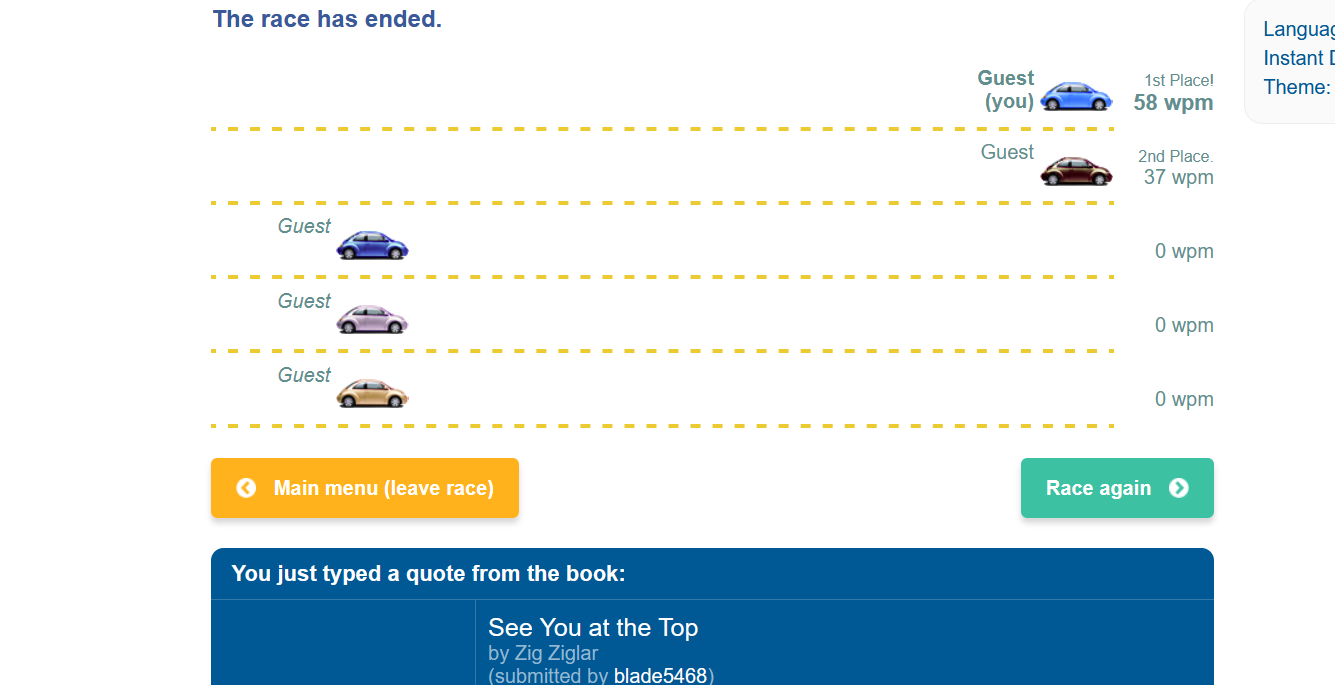 The race has ended.
Languag
Instant D
Theme:
Guest
(you)
1st Place!
58 wpm
Guest
2nd Place.
37 wpm
Guest
0 wpm
Guest
0 wpm
Guest
0 wpm
Main menu (leave race)
Race again
You just typed a quote from the book:
See You at the Top
by Zig Ziglar
(submitted by blade5468)